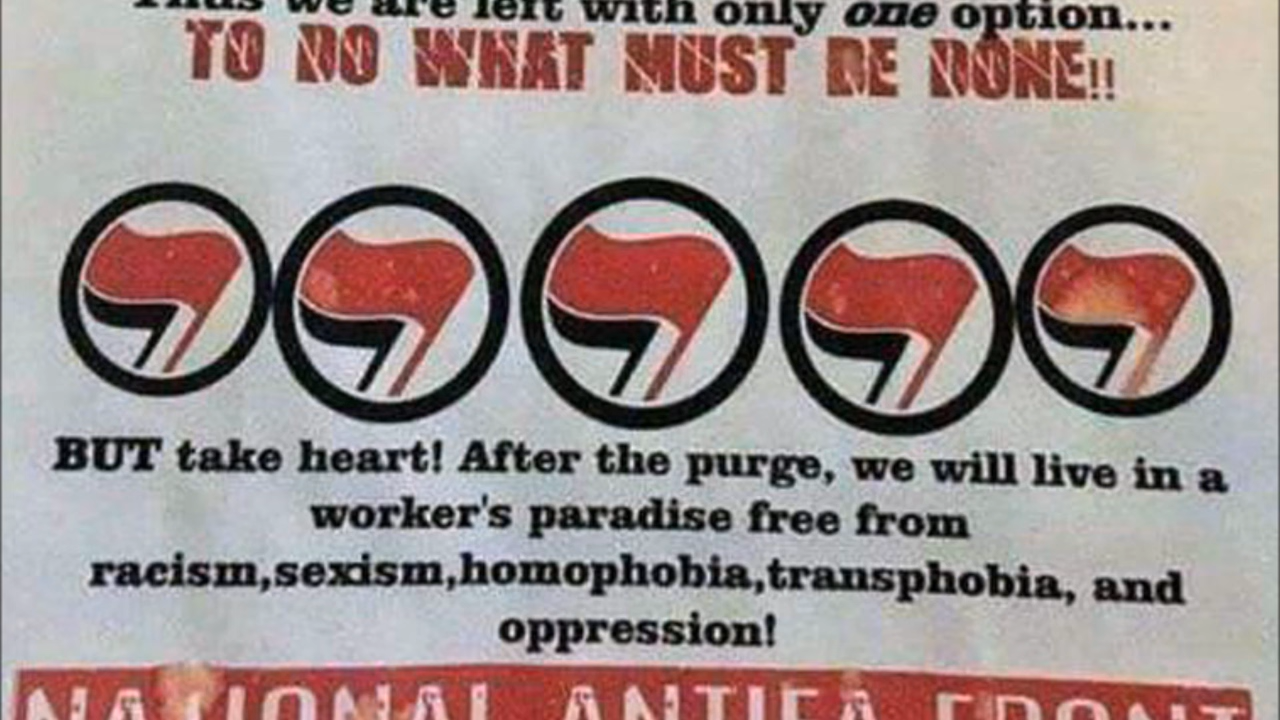 Thus we are left with only one option...
TO DO WHAT MUST BE DONE!!
BUT take heart! After the purge, we will live in a
worker's paradise free from
racism,sexism,homophobia,transphobia, and
oppression!
NATIONAL ANTIFA FRONT